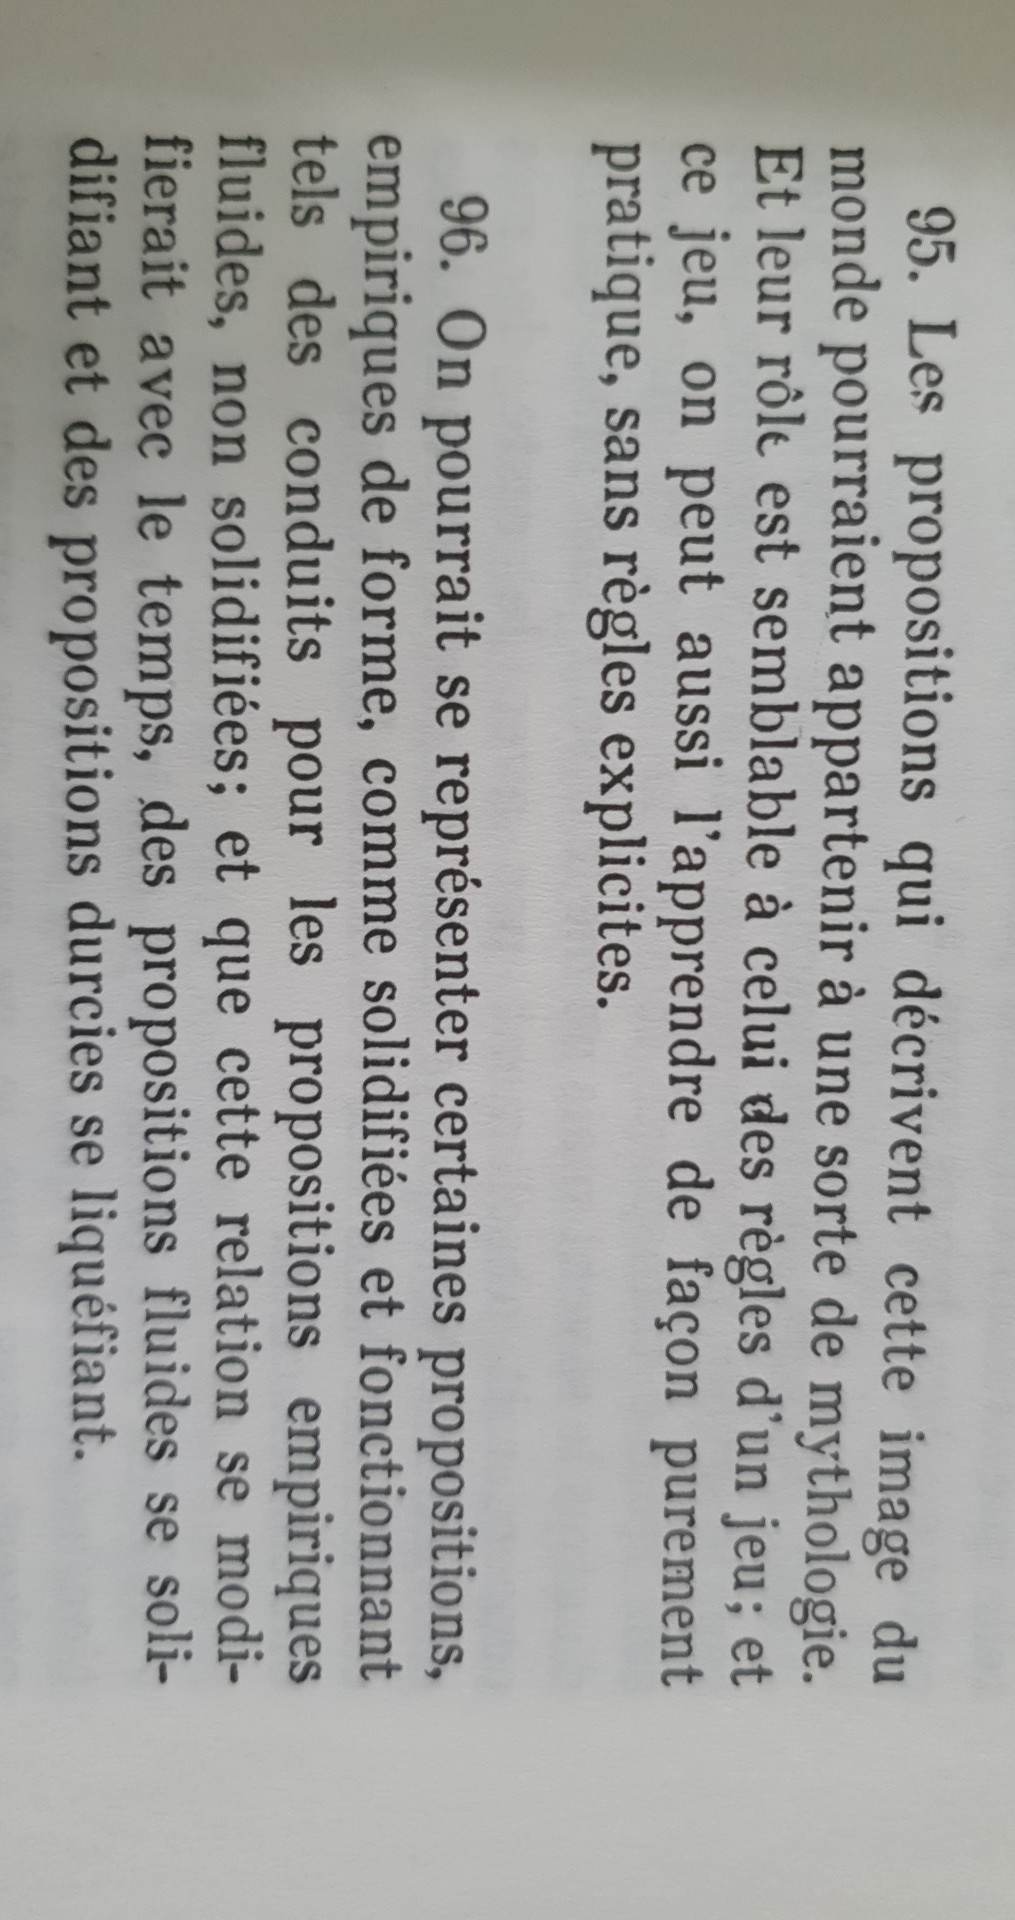 95. Les propositions qui décrivent cette image du
monde pourraient appartenir à une sorte de mythologie.
Et leur rôle est semblable à celui des règles d'un jeu; et
ce jeu, on peut aussi l'apprendre de façon purement
pratique, sans règles explicites.
96. On pourrait se représenter certaines propositions,
empiriques de forme, comme solidifiées et fonctionnant
tels des conduits pour les propositions empiriques
fluides, non solidifiées; et que cette relation se modi-
fierait avec le temps, des propositions fluides se soli-
difiant et des propositions durcies se liquéfiant.